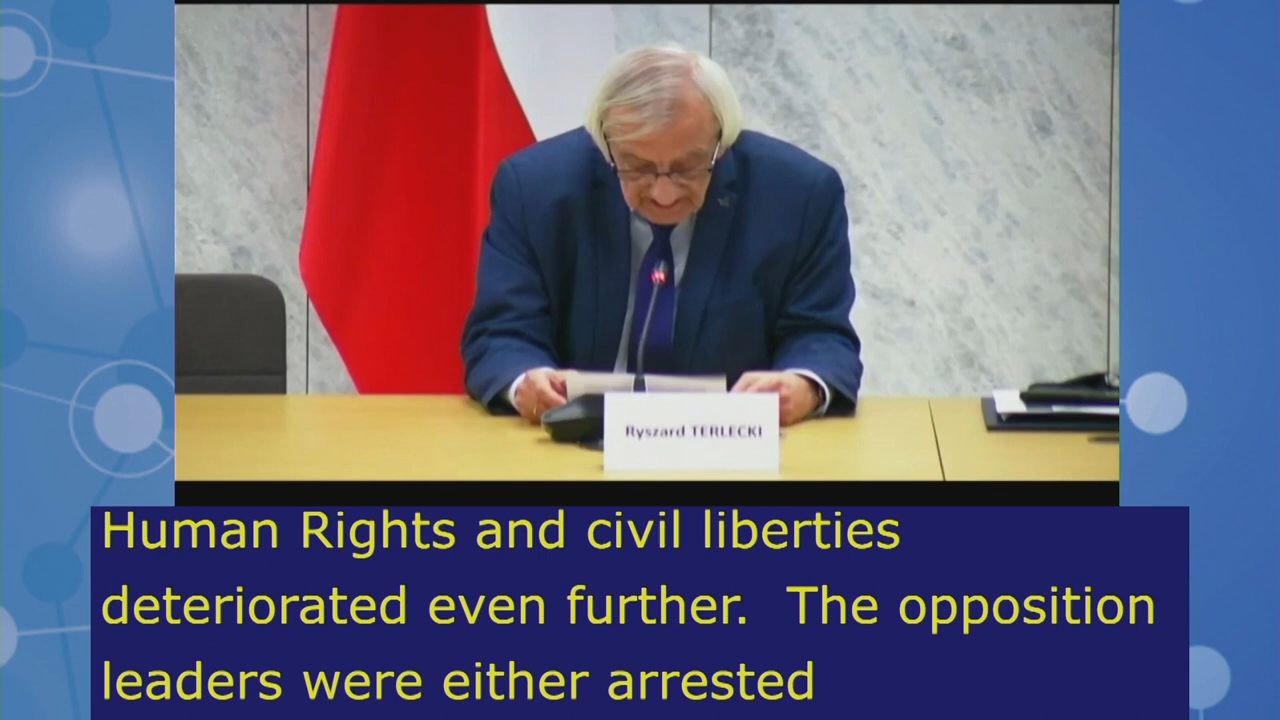 Ryszard TERLECKI
Human Rights and civil liberties
deteriorated even further.  The opposition
leaders were either arrested